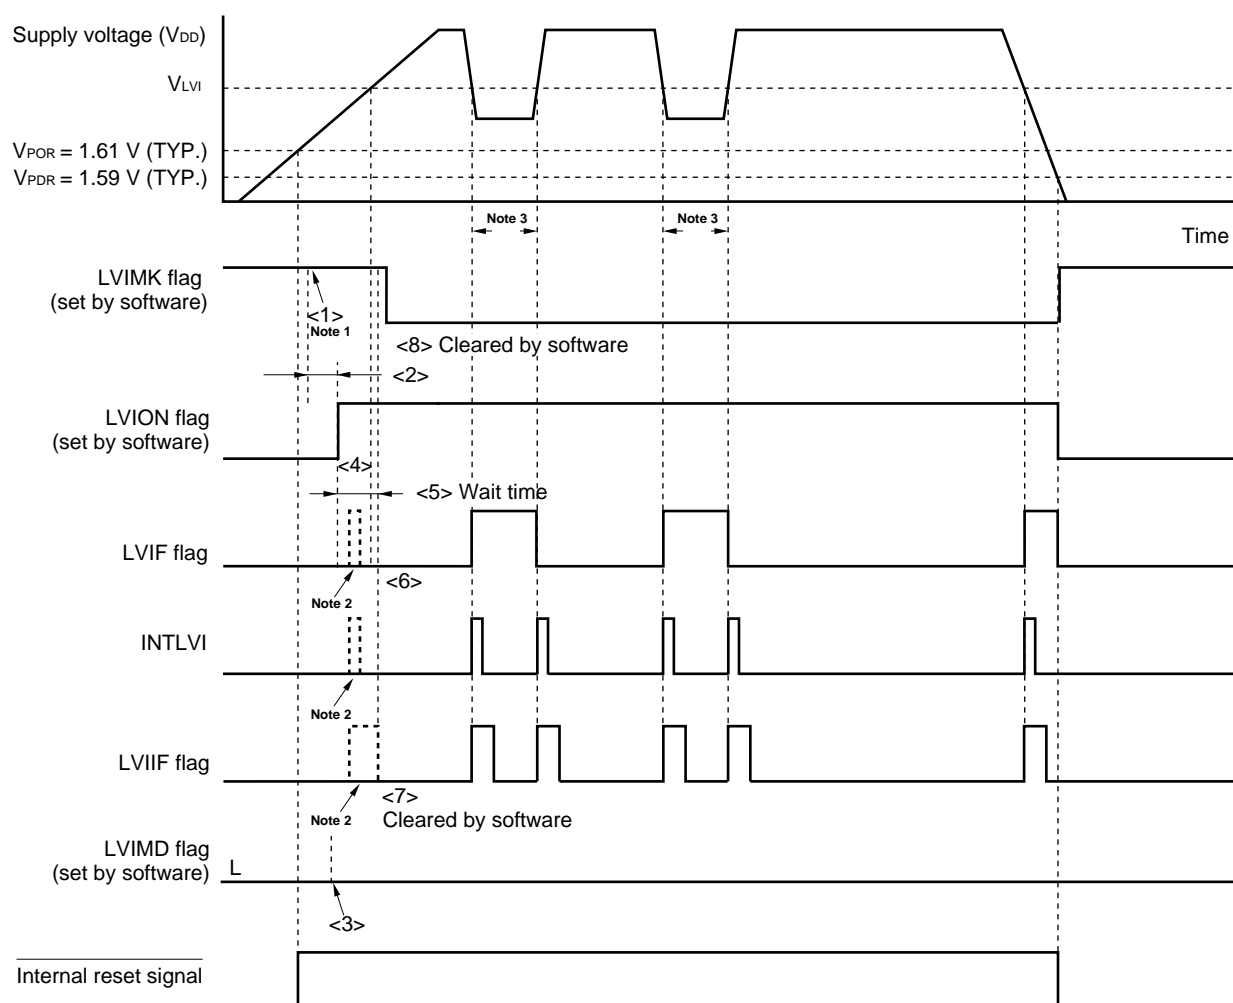 Supply voltage (VDD)
VLVI
VPOR = 1.61 V (TYP.)
VPDR = 1.59 V (TYP.)
Note 3
Note 3
Time
LVIMK flag
(set by software)
<1>
Note 1
<8> Cleared by software
<2>
LVION flag
(set by software)
<4>
<5> Wait time
LVIF flag
<6>
Note 2
INTLVI
Note 2
LVIIF flag
<7>
Note 2
Cleared by software
LVIMD flag
(set by software)
L
<3>
Internal reset signal